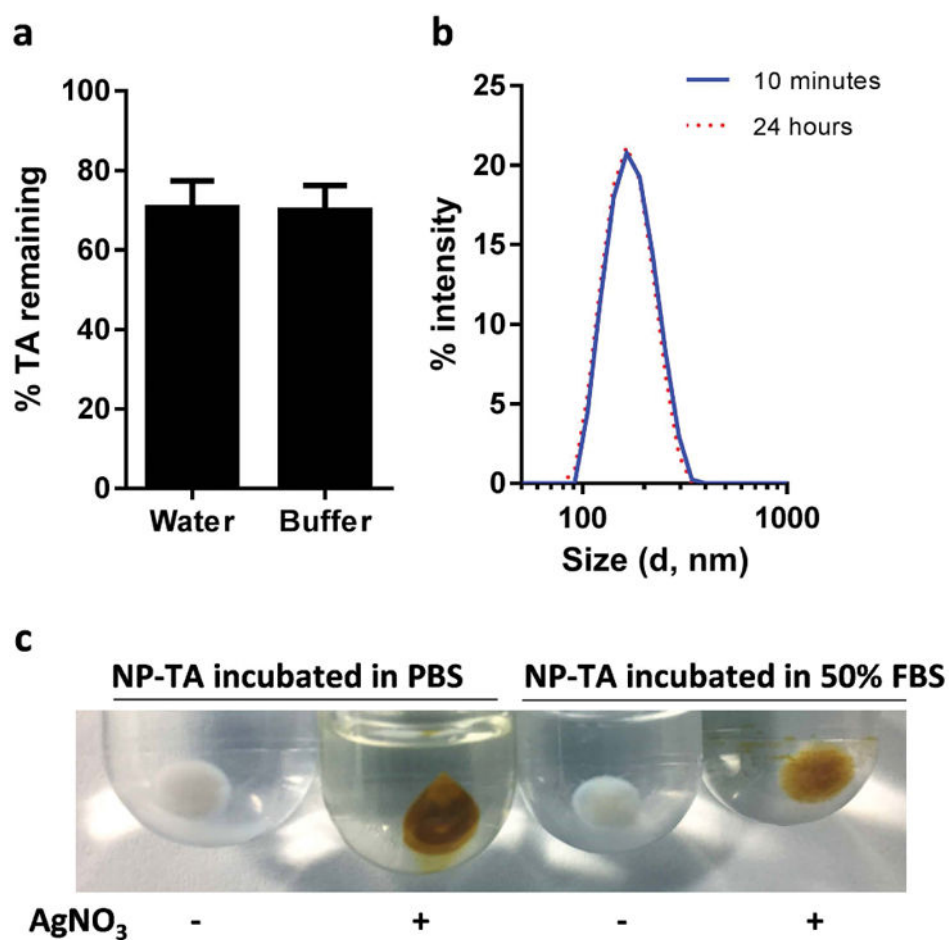 a
100
80
60
40
20
0
% TA remaining
Water Buffer
b
10 minutes
24 hours
25
20
15
10
5
0
% intensity
100 1000
Size (d, nm)
c
NP-TA incubated in PBS NP-TA incubated in 50% FBS
AgNO₃ - + - +